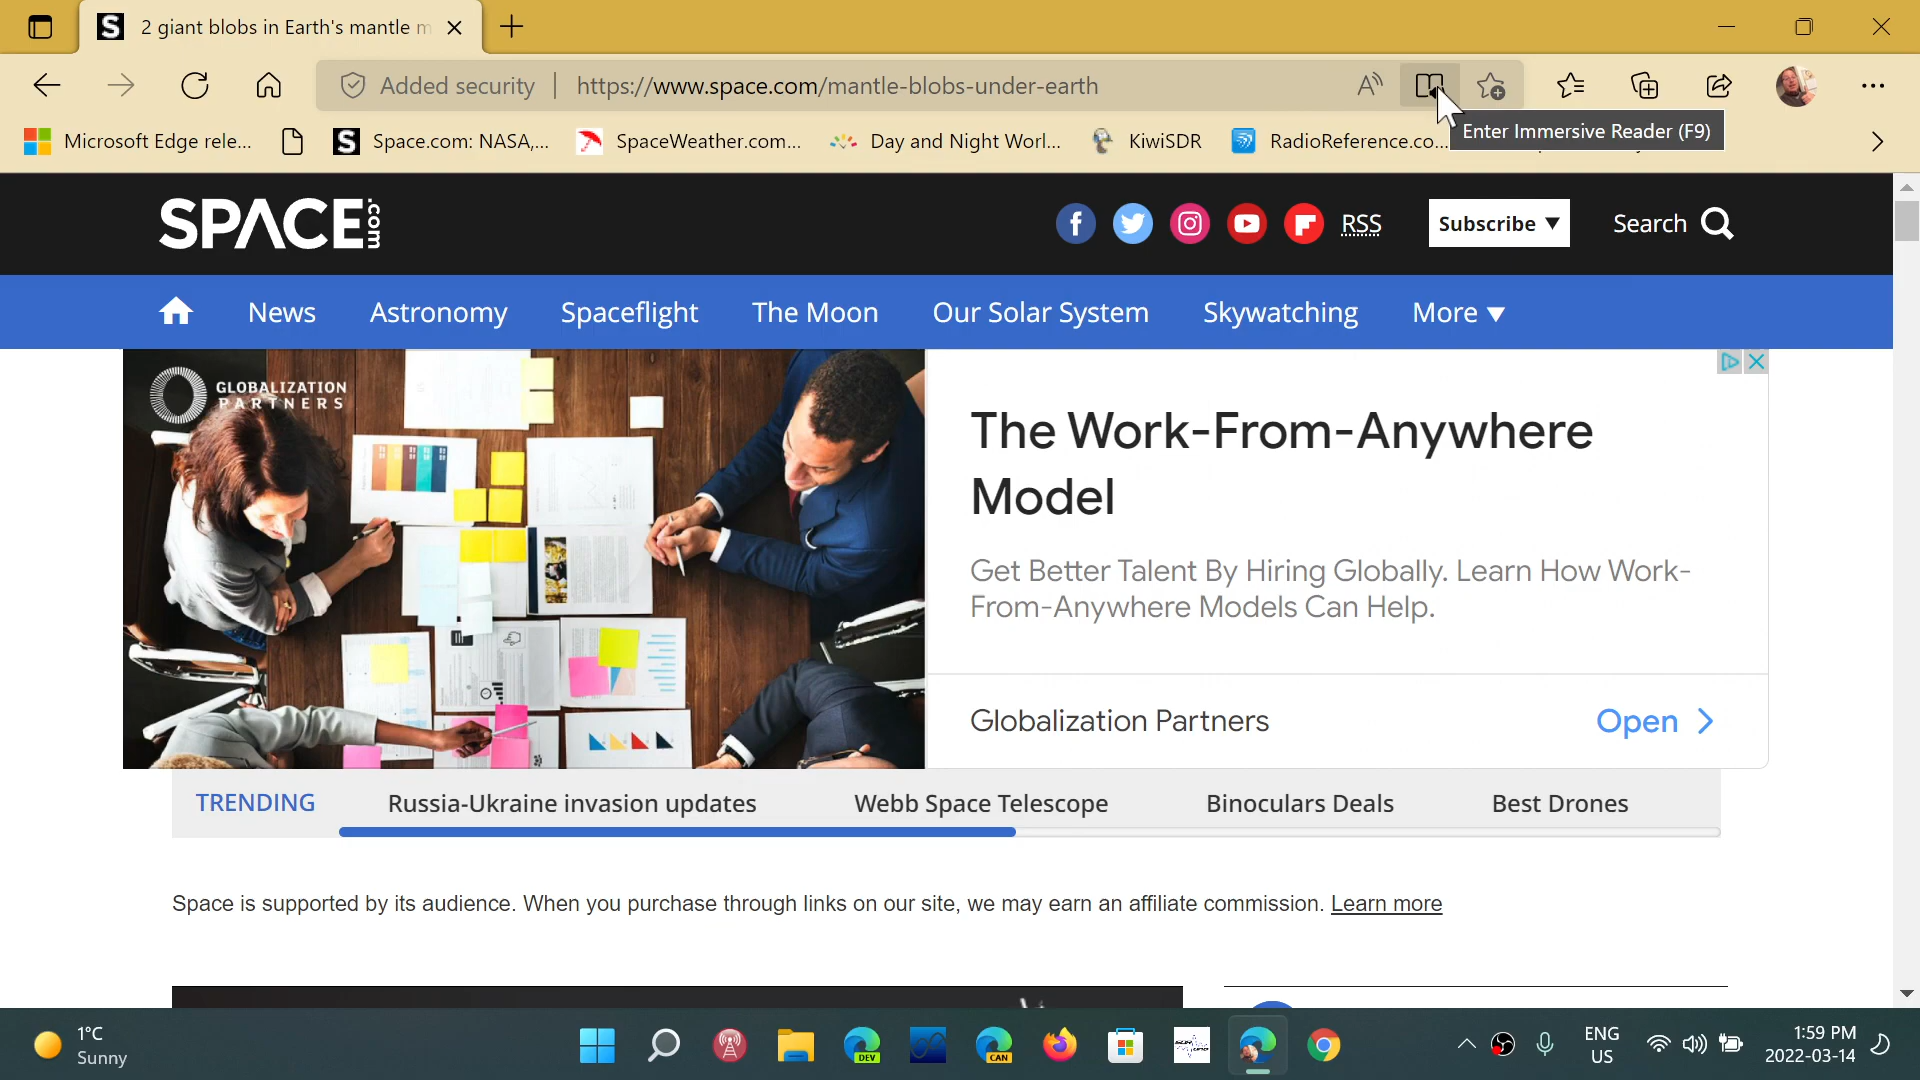 2 giant blobs in Earth's mantle m
Added security
https://www.space.com/mantle-blobs-under-earth
Enter Immersive Reader (F9)
Microsoft Edge rele...
Space.com: NASA,...
SpaceWeather.com...
Day and Night Worl...
KiwiSDR
RadioReference.co...
SPACE.com
RSS
Subscribe
Search
News
Astronomy
Spaceflight
The Moon
Our Solar System
Skywatching
More
GLOBALIZATION
PARTNERS
The Work-From-Anywhere
Model
Get Better Talent By Hiring Globally. Learn How Work-
From-Anywhere Models Can Help.
Globalization Partners
Open
TRENDING
Russia-Ukraine invasion updates
Webb Space Telescope
Binoculars Deals
Best Drones
Space is supported by its audience. When you purchase through links on our site, we may earn an affiliate commission. Learn more
1°C
Sunny
DEV
CAN
ENG
US
1:59 PM
2022-03-14